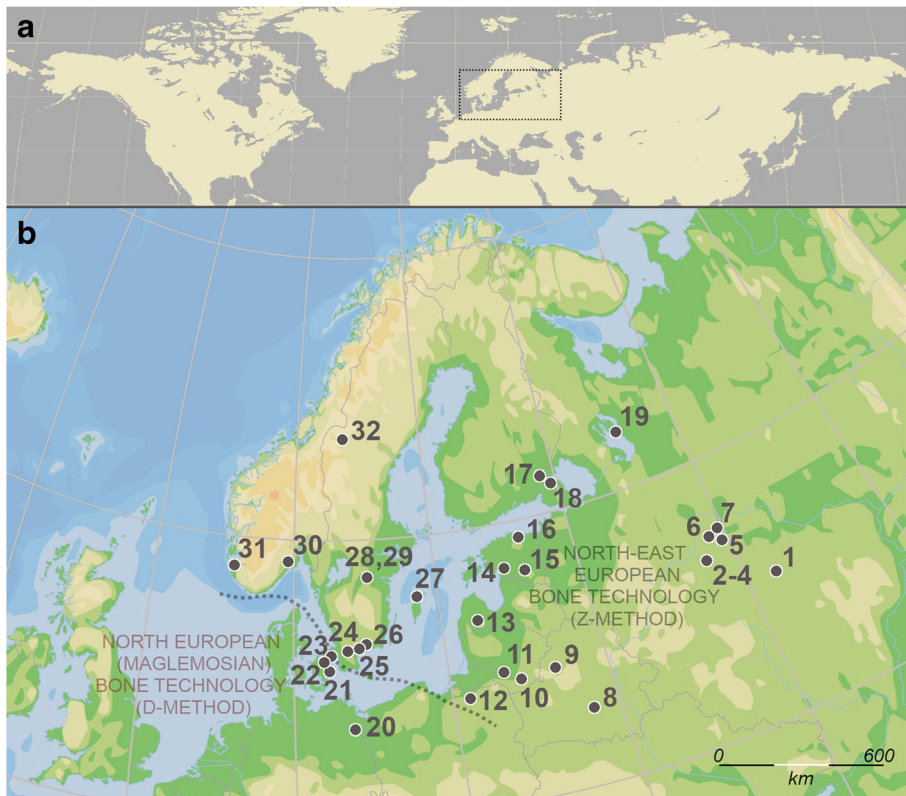 a
b
32
19
17
18
7
6
5
16
31
30
28,29
14
15
NORTH-EAST
EUROPEAN
BONE TECHNOLOGY
(Z-METHOD)
2-4
1
27
13
NORTH EUROPEAN
(MAGLEMOSIAN)
BONE TECHNOLOGY
(D-METHOD)
23
24
26
25
22
21
11
9
10
12
8
20
0
600
km